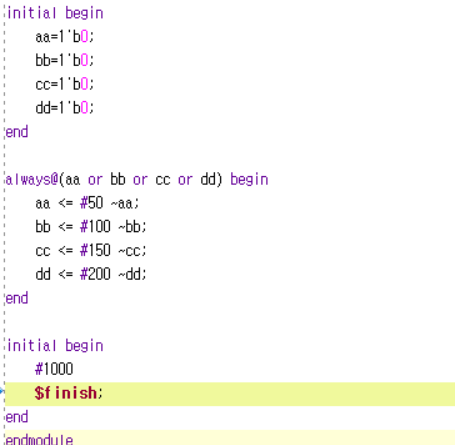 initial begin
aa=1'b0;
bb=1'b0;
cc=1'b0;
dd=1'b0;
end
always@(aa or bb or cc or dd) begin
aa <= #50 ~aa;
bb <= #100 ~bb;
cc <= #150 ~cc;
dd <= #200 ~dd;
end
initial begin
#1000
$finish;
end
endmodule